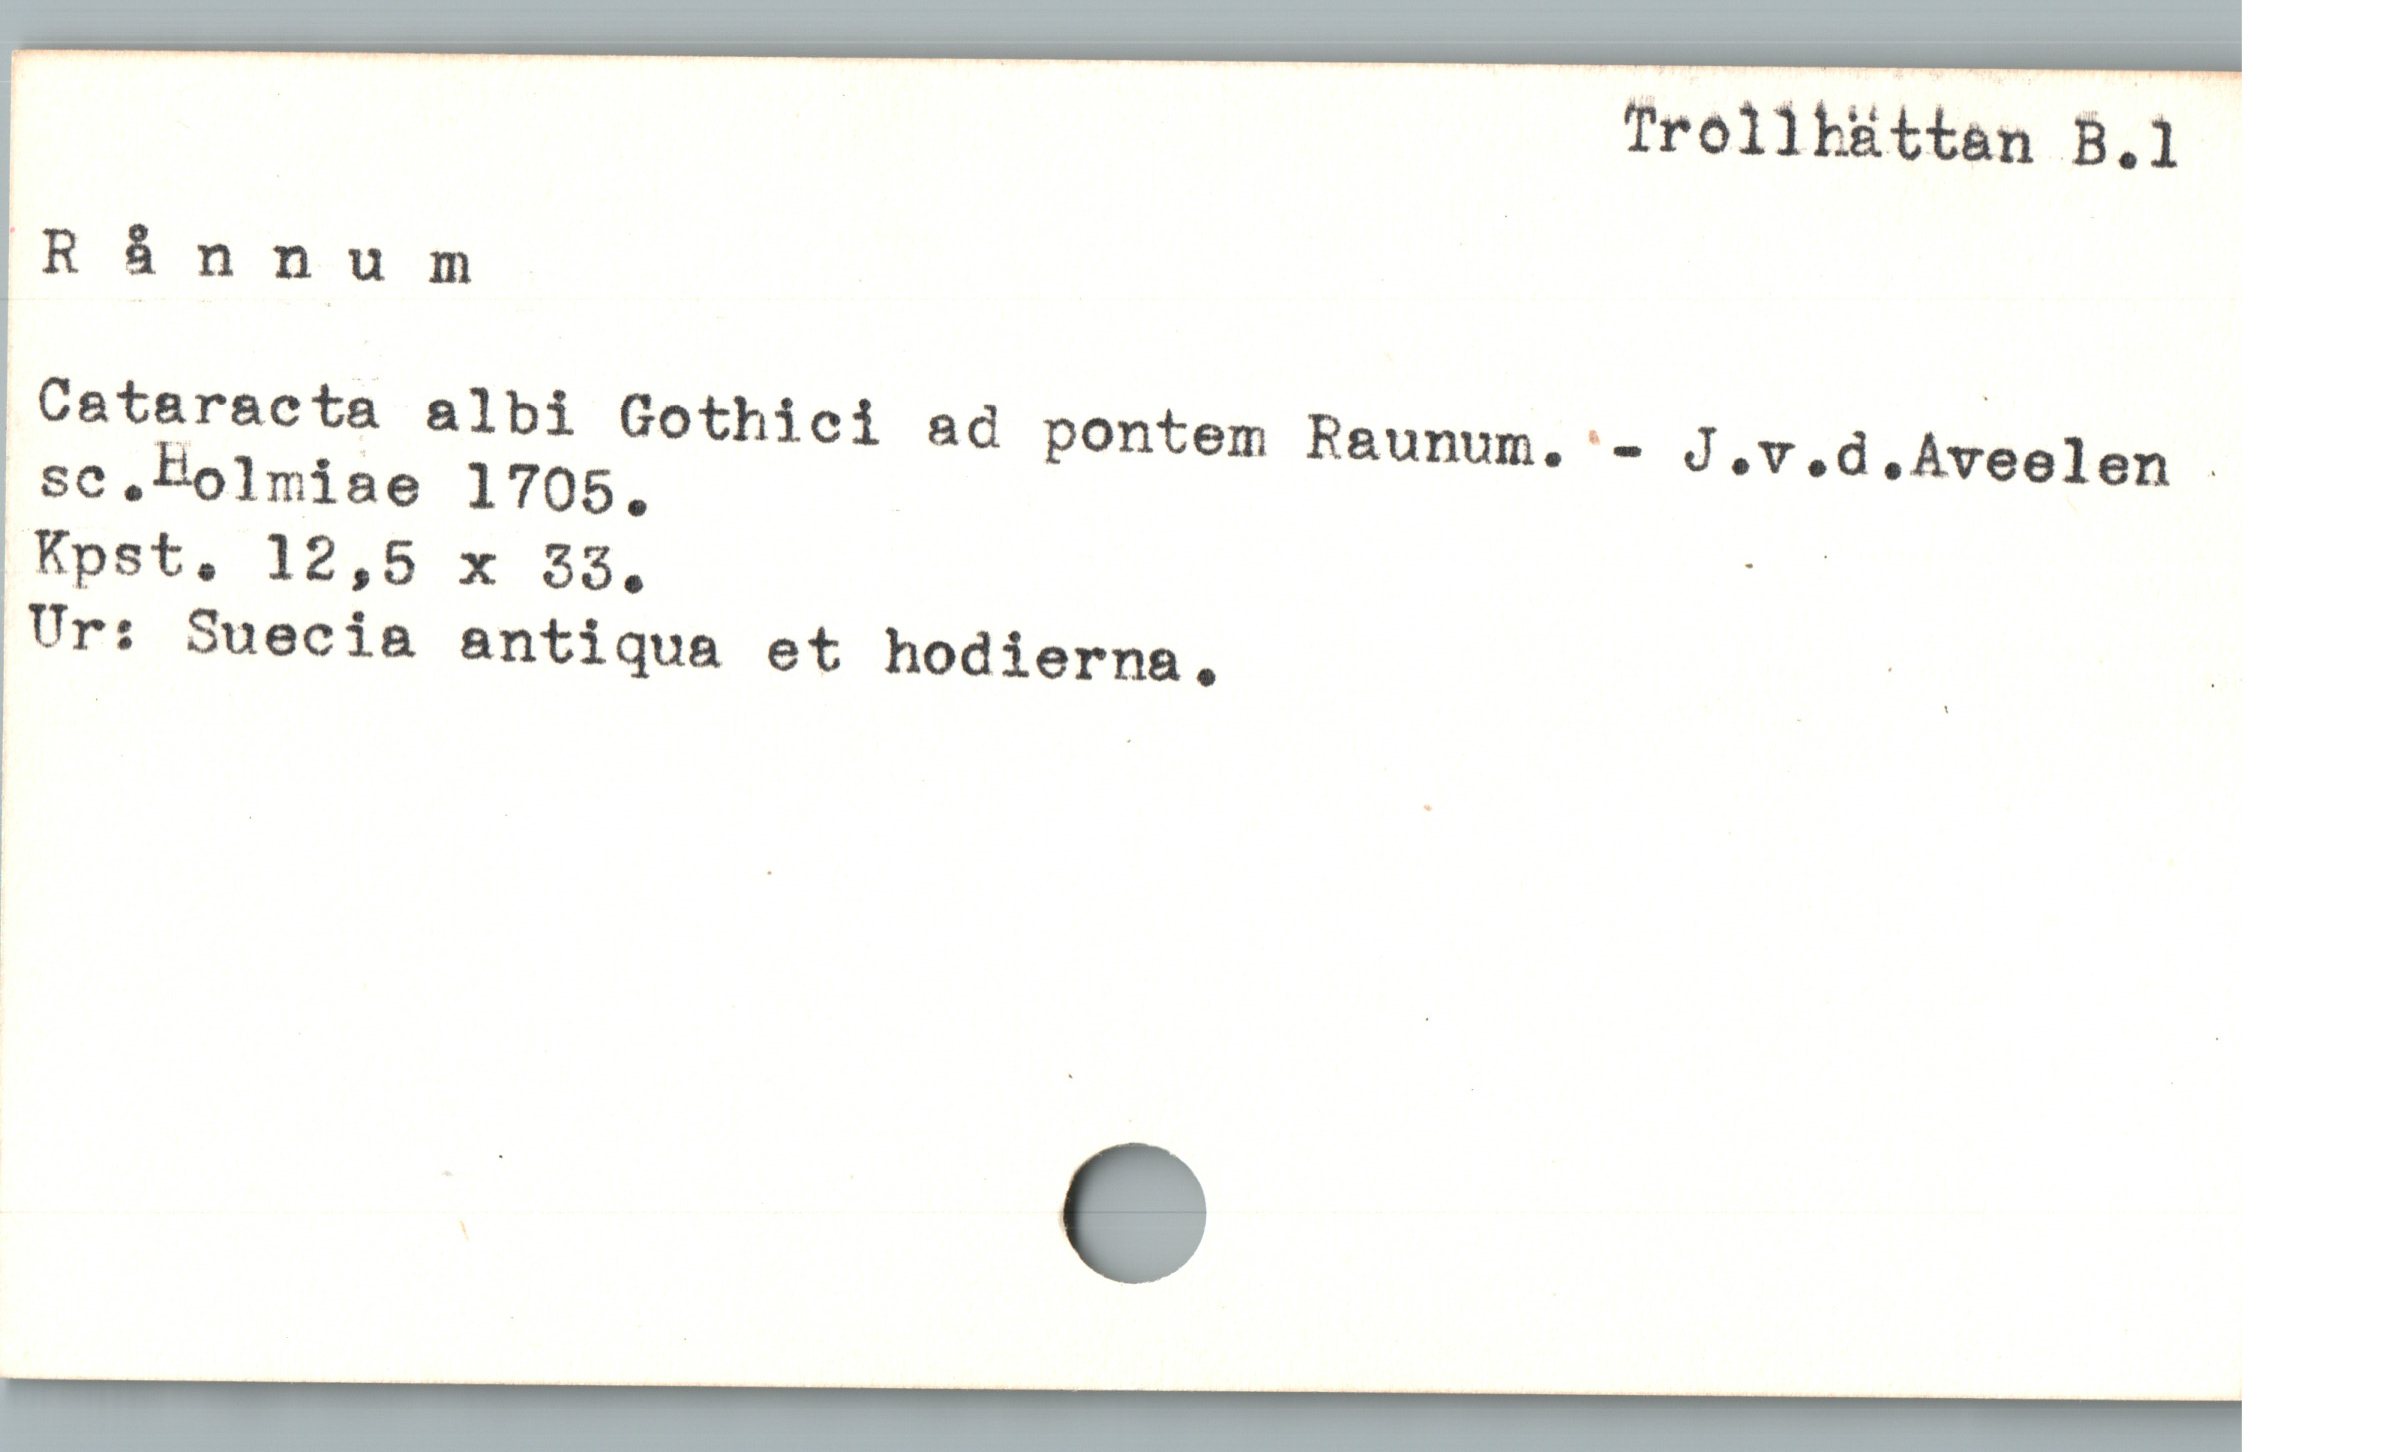 Trollhättan B.1
R å n n u m
Cataracta albi Gothici ad pontem Raunum. - J.v.d.Aveelen
sc.Holmiae 1705.
Kpst. 12,5 x 33.
Ur: Suecia antiqua et hodierna.